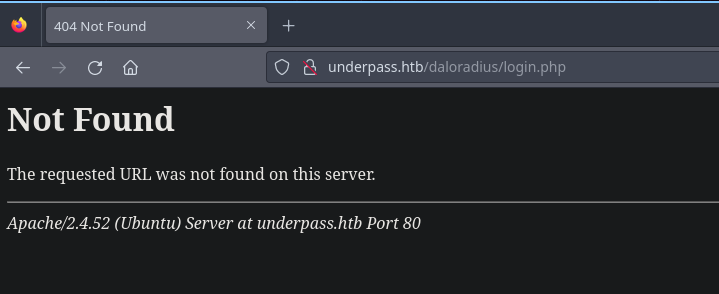 404 Not Found
underpass.htb/daloradius/login.php
Not Found
The requested URL was not found on this server.
Apache/2.4.52 (Ubuntu) Server at underpass.htb Port 80